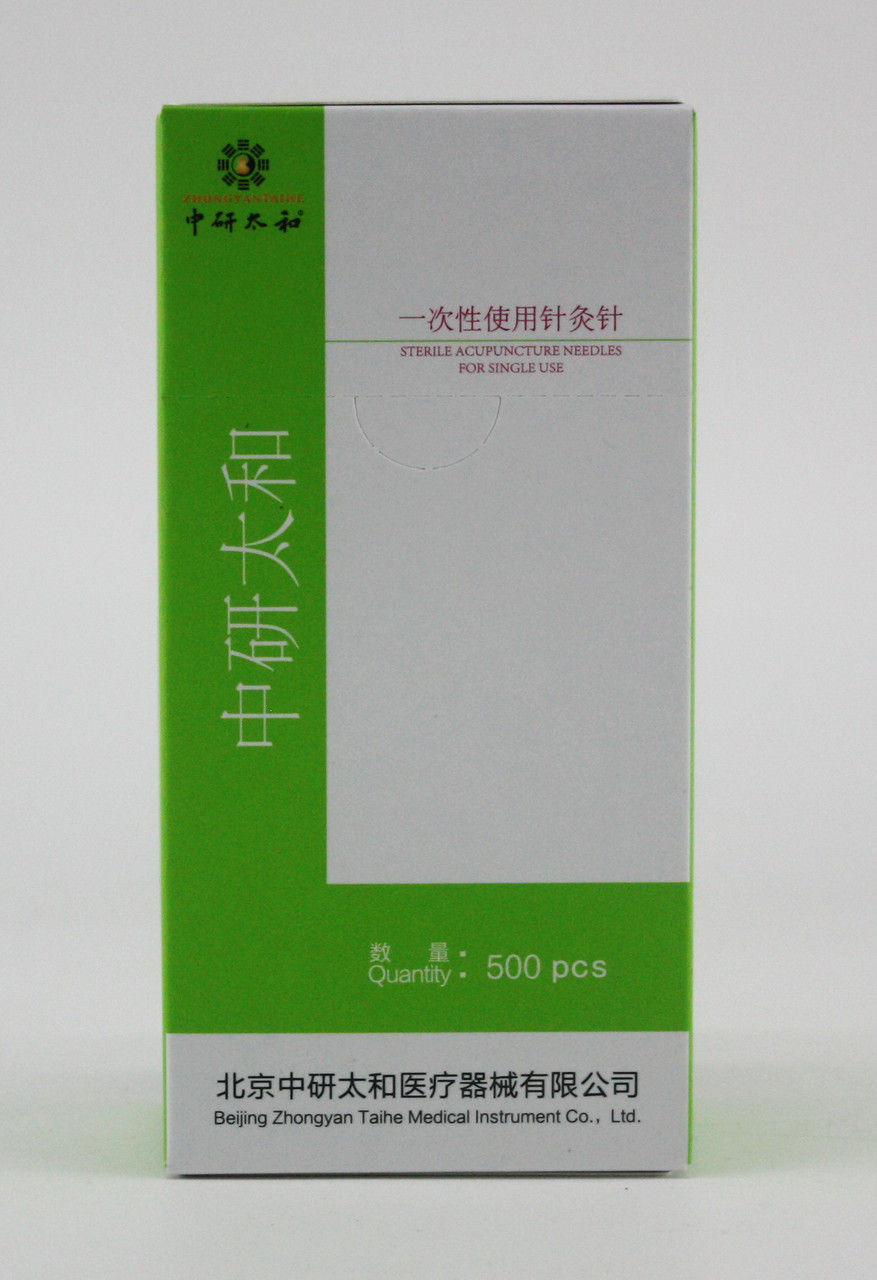 ZHONGYANTAIHE
中研太和®
一次性使用针灸针
STERILE ACUPUNCTURE NEEDLES
FOR SINGLE USE
中研太和
数 量
Quantity : 500 pcs
北京中研太和医疗器械有限公司
Beijing Zhongyan Taihe Medical Instrument Co., Ltd.